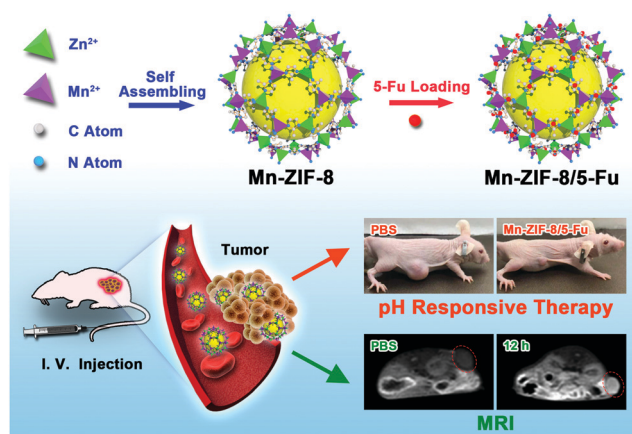 Zn2+
Mn2+
C Atom
N Atom
Self
Assembling
5-Fu Loading
Mn-ZIF-8
Mn-ZIF-8/5-Fu
Tumor
I. V. Injection
PBS
Mn-ZIF-8/5-Fu
pH Responsive Therapy
PBS
12 h
MRI